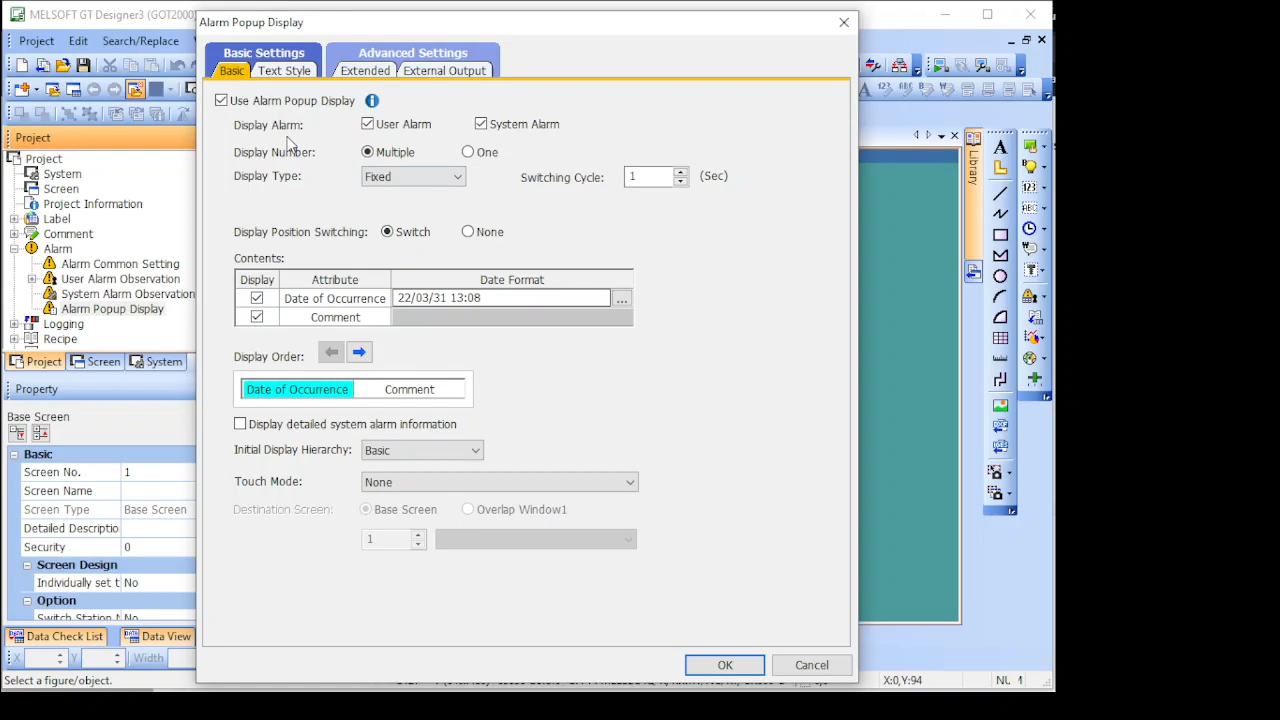 MELSOFT GT Designer3 (GOT2000)
Alarm Popup Display
Project Edit Search/Replace
Basic Settings
Advanced Settings
Basic
Text Style
Extended
External Output
Use Alarm Popup Display
Display Alarm:
User Alarm
System Alarm
Display Number:
Multiple
One
Display Type:
Fixed
Switching Cycle:
1
(Sec)
Display Position Switching:
Switch
None
Contents:
Display Attribute Date Format
Date of Occurrence 22/03/31 13:08 ...
Comment
Display Order:
Date of Occurrence Comment
Display detailed system alarm information
Initial Display Hierarchy:
Basic
Touch Mode:
None
Destination Screen:
Base Screen
Overlap Window1
1
OK
Cancel
Project
Project
System
Screen
Project Information
Label
Comment
Alarm
Alarm Common Setting
User Alarm Observation
System Alarm Observation
Alarm Popup Display
Logging
Recipe
Project Screen System
Property
Base Screen
Basic
Screen No. 1
Screen Name
Screen Type Base Screen
Detailed Descriptio
Security 0
Screen Design
Individually set t No
Option
Switch Station N No
Data Check List
Data View
X Y Width
Select a figure/object.
X:0,Y:94
NU
Library